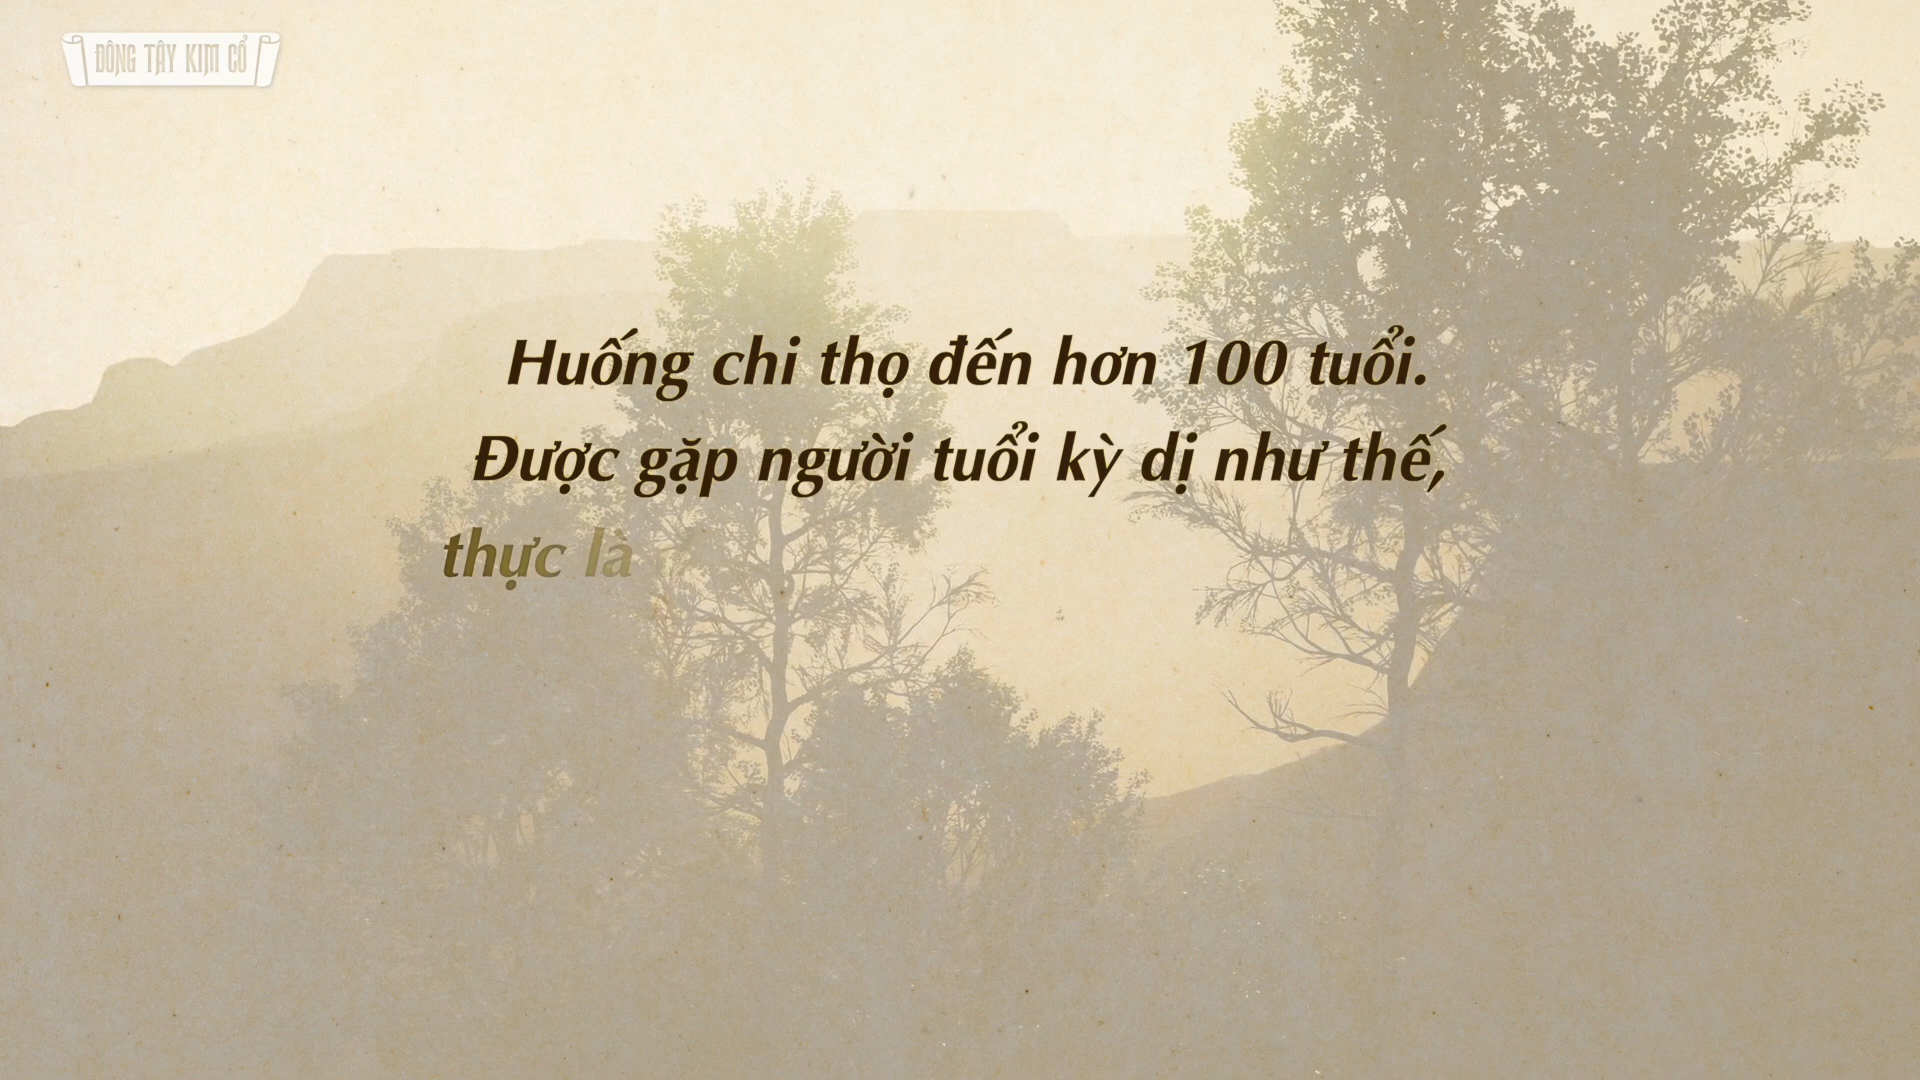 ĐÔNG TÂY KIM CỔ
Huống chi thọ đến hơn 100 tuổi.
Được gặp người tuổi kỳ dị như thế,
thực là